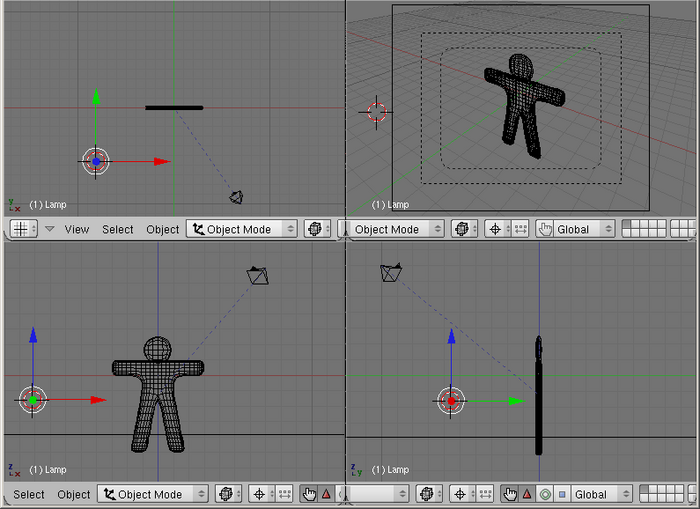 y
x
(1) Lamp
(1) Lamp
View Select Object Object Mode
Object Mode Global
z
x
(1) Lamp
z
y
(1) Lamp
Select Object Object Mode
Global